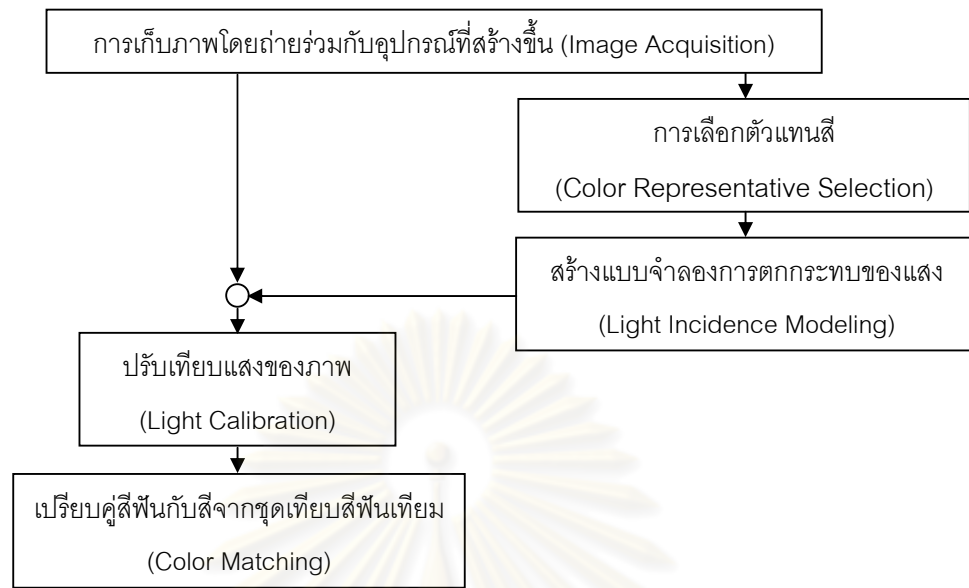 การเก็บภาพโดยถ่ายร่วมกับอุปกรณ์ที่สร้างขึ้น (Image Acquisition)
การเลือกตัวแทนสี
(Color Representative Selection)
สร้างแบบจำลองการตกกระทบของแสง
(Light Incidence Modeling)
ปรับเทียบแสงของภาพ
(Light Calibration)
เปรียบคู่สีฟันกับสีจากชุดเทียบสีฟันเทียม
(Color Matching)